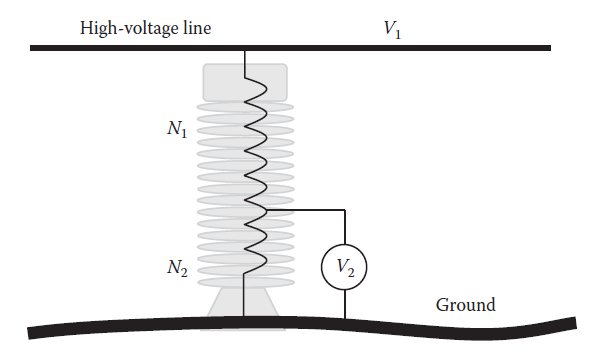 High-voltage line
V₁
N₁
N₂
V₂
Ground